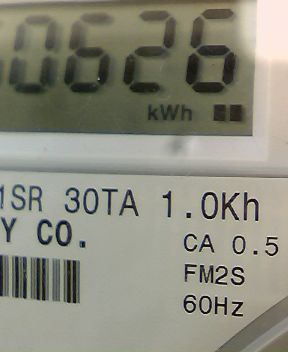 0626
kWh
1SR 30TA 1.0Kh
Y CO.
CA 0.5
FM2S
60Hz